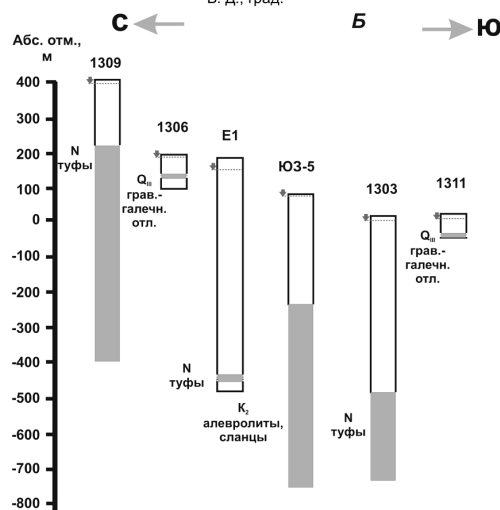 В. Д., град.
С
Б
Ю
Абс. отм.,
м
1309
1306
Е1
ЮЗ-5
1303
1311
400
300
200
100
0
-100
-200
-300
-400
-500
-600
-700
-800
N
туфы
QIII
грав.-
галечн.
отл.
N
туфы
K2
алевролиты,
сланцы
N
туфы
QIII
грав.-
галечн.
отл.